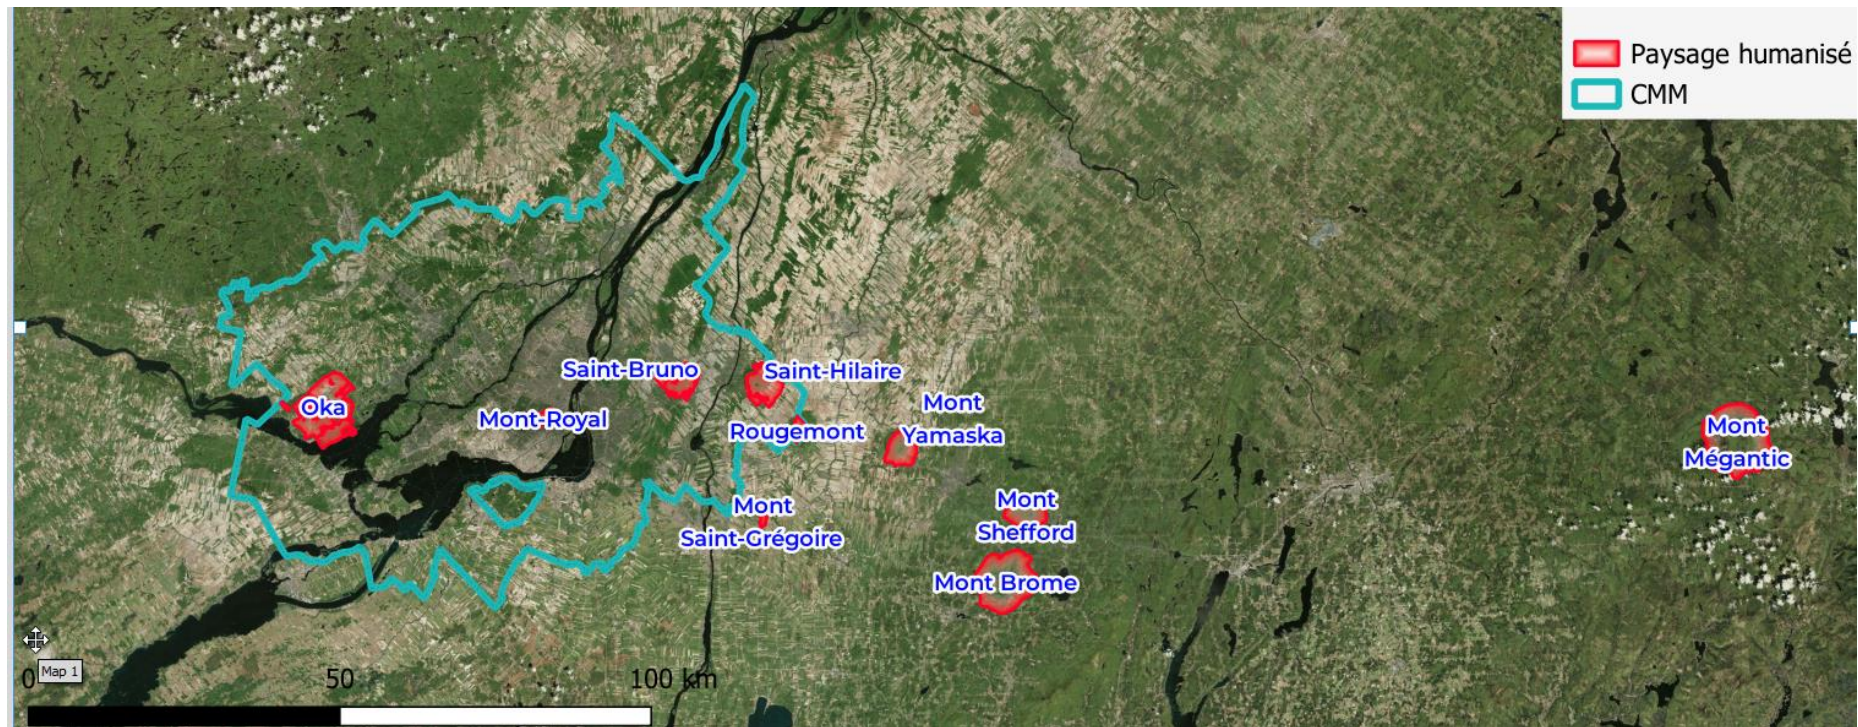 Paysage humanisé
CMM
Saint-Bruno
Saint-Hilaire
Oka
Mont-Royal
Rougemont
Mont
Yamaska
Mont
Mégantic
Mont
Saint-Grégoire
Mont
Shefford
Mont Brome
Map 1
0 50 100 km